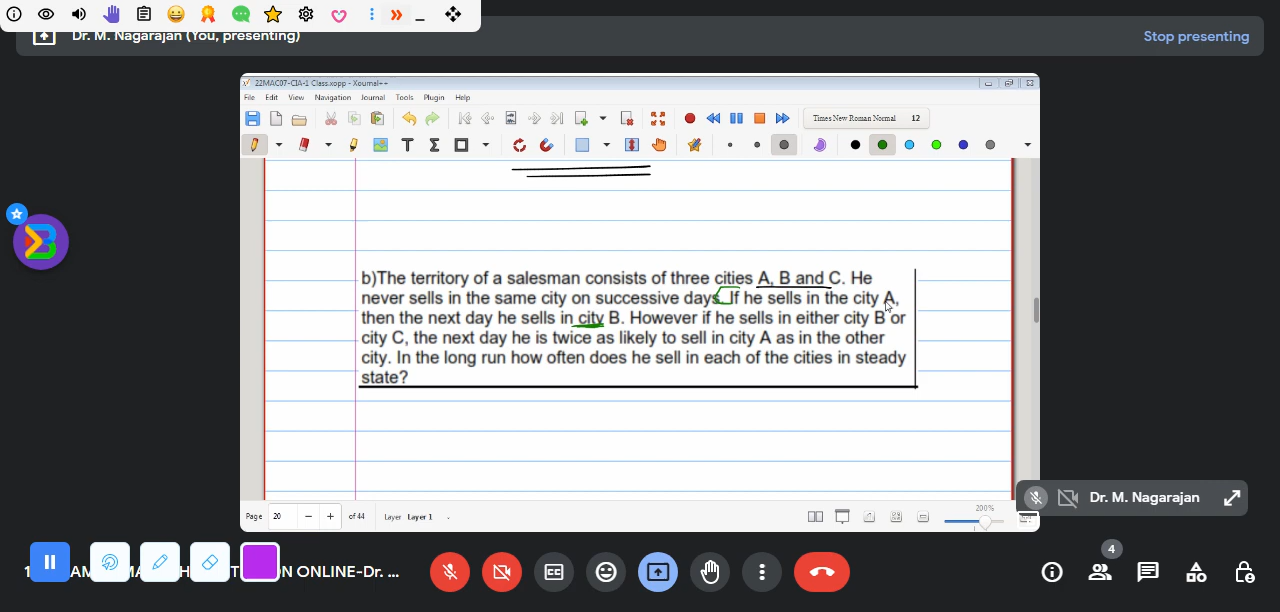 Dr. M. Nagarajan (You, presenting)
Stop presenting
22MAC07-CIA-1 Class.xopp - Xournal++
File Edit View Navigation Journal Tools Plugin Help
Times New Roman Normal 12
b)The territory of a salesman consists of three cities A, B and C. He
never sells in the same city on successive days. If he sells in the city A,
then the next day he sells in city B. However if he sells in either city B or
city C, the next day he is twice as likely to sell in city A as in the other
city. In the long run how often does he sell in each of the cities in steady
state?
Dr. M. Nagarajan
Page 20 of 44 Layer Layer 1
200%
4
ON ONLINE-Dr. ...